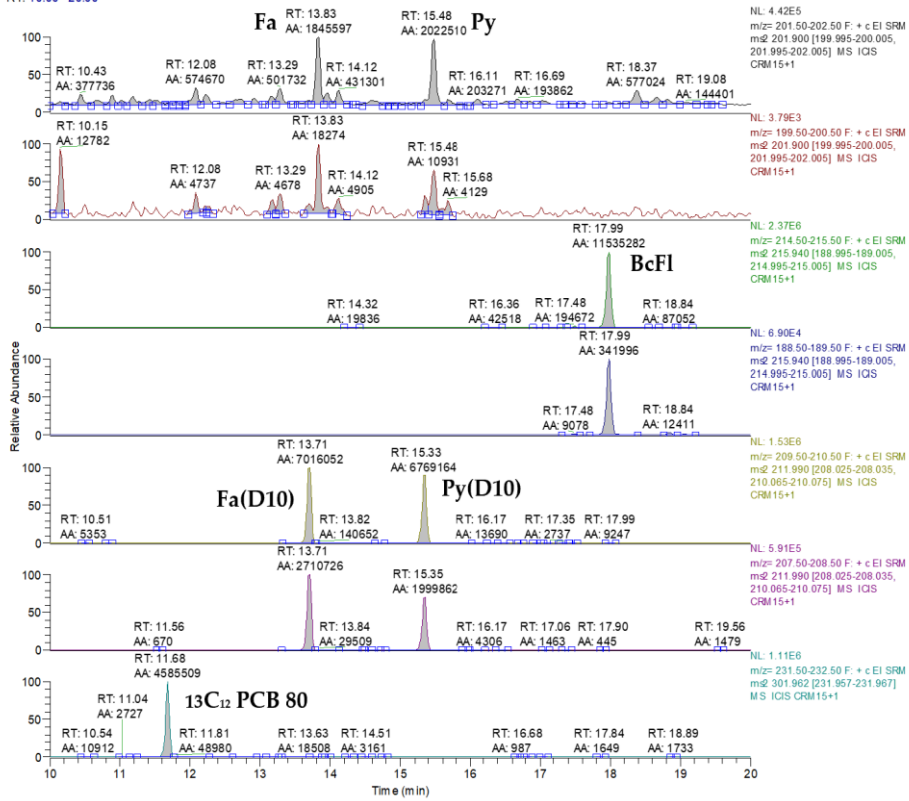 Fa
RT: 13.83
AA: 1845597
RT: 15.48
AA: 2022510
Py
NL: 4.42E5
m/z= 201.50-202.50 F: + c EI SRM
ms2 201.900 [199.995-200.005,
201.995-202.005] MS ICIS
CRM15+1
100
50
0
RT: 10.43
AA: 377736
RT: 12.08
AA: 574670
RT: 13.29
AA: 501732
RT: 14.12
AA: 431301
RT: 16.11
AA: 203271
RT: 16.69
AA: 193862
RT: 18.37
AA: 577024
RT: 19.08
AA: 144401
NL: 3.79E3
m/z= 199.50-200.50 F: + c EI SRM
ms2 201.900 [199.995-200.005,
201.995-202.005] MS ICIS
CRM15+1
100
50
0
RT: 10.15
AA: 12782
RT: 12.08
AA: 4737
RT: 13.29
AA: 4678
RT: 13.83
AA: 18274
RT: 14.12
AA: 4905
RT: 15.48
AA: 10931
RT: 15.68
AA: 4129
NL: 2.37E6
m/z= 214.50-215.50 F: + c EI SRM
ms2 215.940 [188.995-189.005,
214.995-215.005] MS ICIS
CRM15+1
100
50
0
RT: 17.99
AA: 11535282
BcFl
RT: 14.32
AA: 19836
RT: 16.36
AA: 42518
RT: 17.48
AA: 194672
RT: 18.84
AA: 87052
NL: 6.90E4
m/z= 188.50-189.50 F: + c EI SRM
ms2 215.940 [188.995-189.005,
214.995-215.005] MS ICIS
CRM15+1
100
50
0
RT: 17.99
AA: 341996
RT: 17.48
AA: 9078
RT: 18.84
AA: 12411
Relative Abundance
NL: 1.53E6
m/z= 209.50-210.50 F: + c EI SRM
ms2 211.990 [208.025-208.035,
210.065-210.075] MS ICIS
CRM15+1
100
50
0
RT: 13.71
AA: 7016052
Fa(D10)
RT: 15.33
AA: 6769164
Py(D10)
RT: 10.51
AA: 5353
RT: 13.82
AA: 140652
RT: 16.17
AA: 13690
RT: 17.35
AA: 2737
RT: 17.99
AA: 9247
NL: 5.91E5
m/z= 207.50-208.50 F: + c EI SRM
ms2 211.990 [208.025-208.035,
210.065-210.075] MS ICIS
CRM15+1
100
50
0
RT: 13.71
AA: 2710726
RT: 15.35
AA: 1999862
RT: 11.56
AA: 670
RT: 13.84
AA: 29509
RT: 16.17
AA: 4306
RT: 17.06
AA: 1463
RT: 17.90
AA: 445
RT: 19.56
AA: 1479
NL: 1.11E6
m/z= 231.50-232.50 F: + c EI SRM
ms2 301.962 [231.957-231.967]
MS ICIS CRM15+1
100
50
0
RT: 11.68
AA: 4585509
13C₁₂ PCB 80
RT: 11.04
AA: 2727
RT: 10.54
AA: 10912
RT: 11.81
AA: 48980
RT: 13.63
AA: 18508
RT: 14.51
AA: 3161
RT: 16.68
AA: 987
RT: 17.84
AA: 1649
RT: 18.89
AA: 1733
10 11 12 13 14 15 16 17 18 19 20
Time (min)